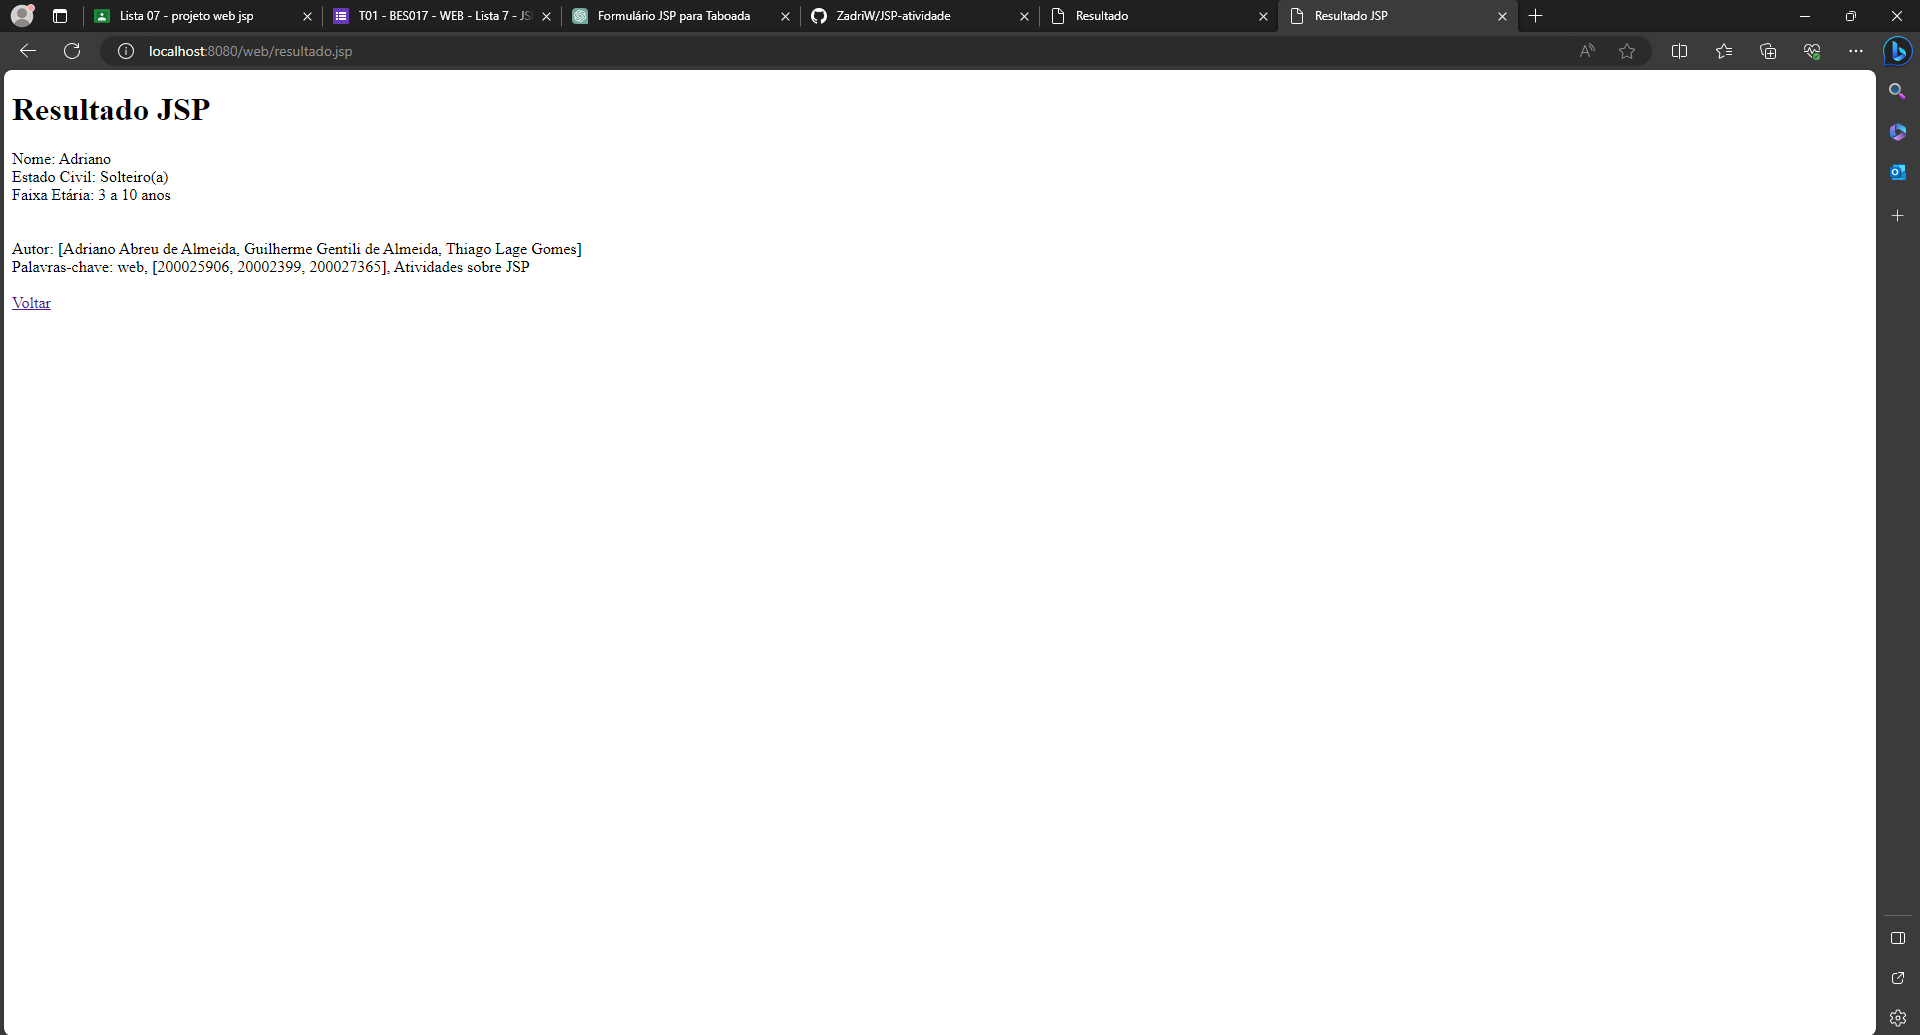 Lista 07 - projeto web jsp
T01 - BES017 - WEB - Lista 7 - JS
Formulário JSP para Taboada
ZadriW/JSP-atividade
Resultado
Resultado JSP
localhost:8080/web/resultado.jsp
Resultado JSP
Nome: Adriano
Estado Civil: Solteiro(a)
Faixa Etária: 3 a 10 anos
Autor: [Adriano Abreu de Almeida, Guilherme Gentili de Almeida, Thiago Lage Gomes]
Palavras-chave: web, [200025906, 20002399, 200027365], Atividades sobre JSP
Voltar